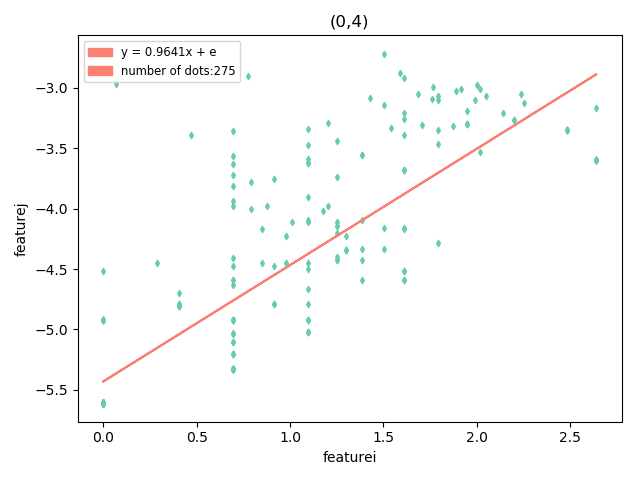 (0,4)
y = 0.9641x + e
number of dots:275
featurej
−3.0
−3.5
−4.0
−4.5
−5.0
−5.5
0.0 0.5 1.0 1.5 2.0 2.5
featurei